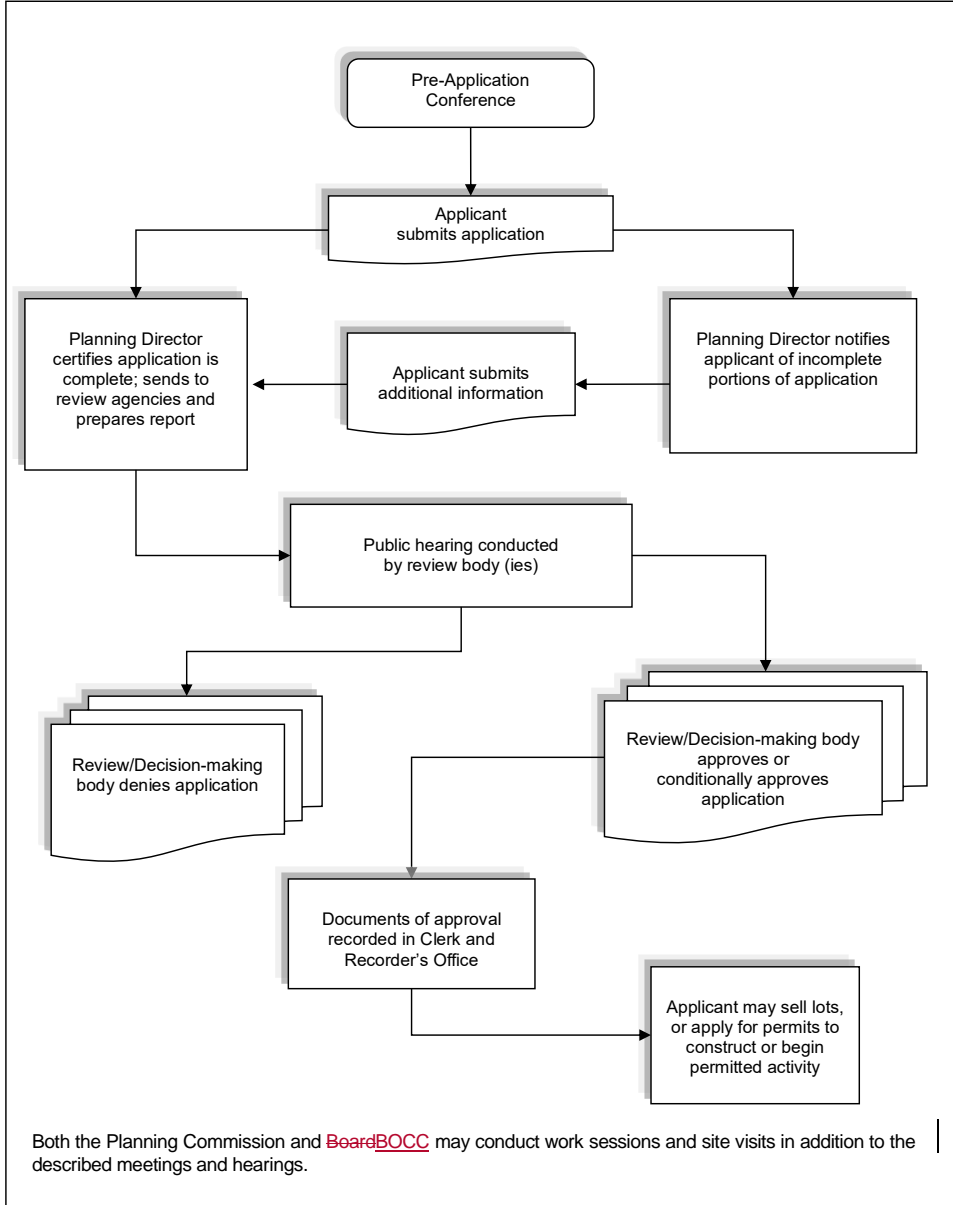 Pre-Application
Conference
Applicant
submits application
Planning Director
certifies application is
complete; sends to
review agencies and
prepares report
Applicant submits
additional information
Planning Director notifies
applicant of incomplete
portions of application
Public hearing conducted
by review body (ies)
Review/Decision-making
body denies application
Review/Decision-making body
approves or
conditionally approves
application
Documents of approval
recorded in Clerk and
Recorder's Office
Applicant may sell lots,
or apply for permits to
construct or begin
permitted activity
Both the Planning Commission and BoardBOCC may conduct work sessions and site visits in addition to the
described meetings and hearings.